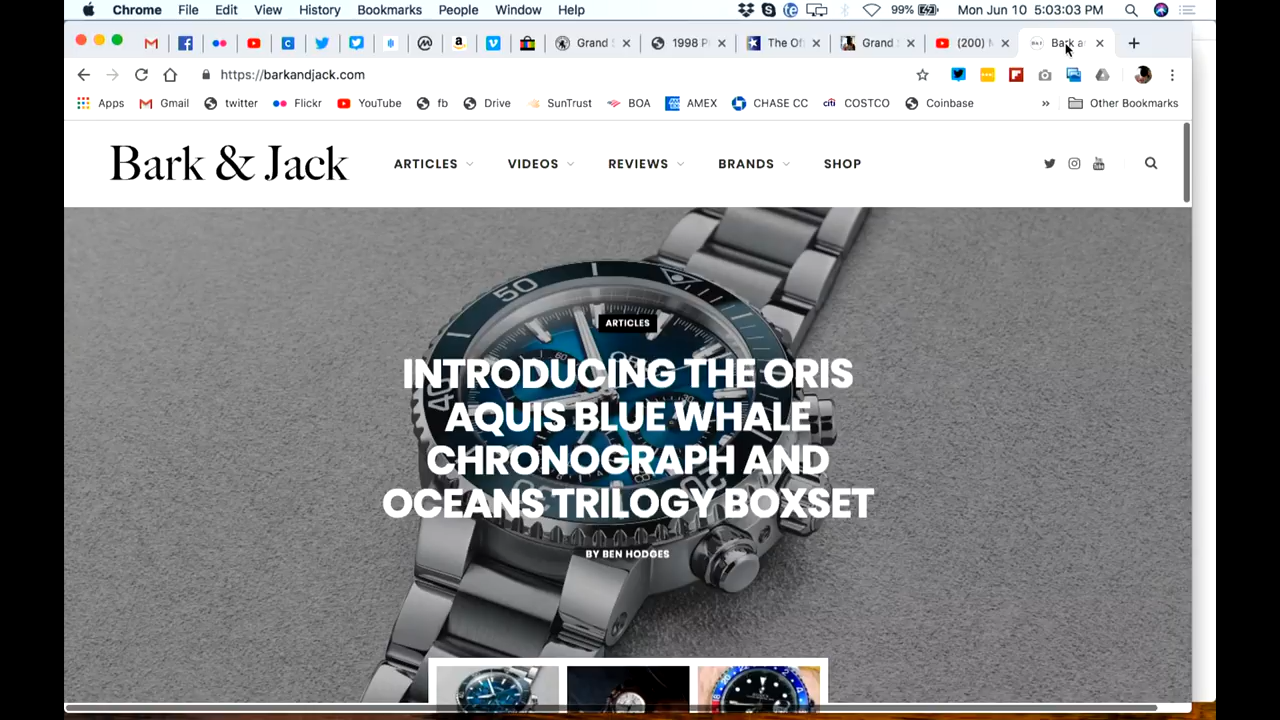 Chrome File Edit View History Bookmarks People Window Help 99% Mon Jun 10 5:03:03 PM
Grand S 1998 P The Of Grand (200) Bark a
https://barkandjack.com
Apps Gmail twitter Flickr YouTube fb Drive SunTrust BOA AMEX CHASE CC citi COSTCO Coinbase » Other Bookmarks
Bark & Jack ARTICLES VIDEOS REVIEWS BRANDS SHOP
50
ARTICLES
INTRODUCING THE ORIS
AQUIS BLUE WHALE
CHRONOGRAPH AND
OCEANS TRILOGY BOXSET
BY BEN HODGES